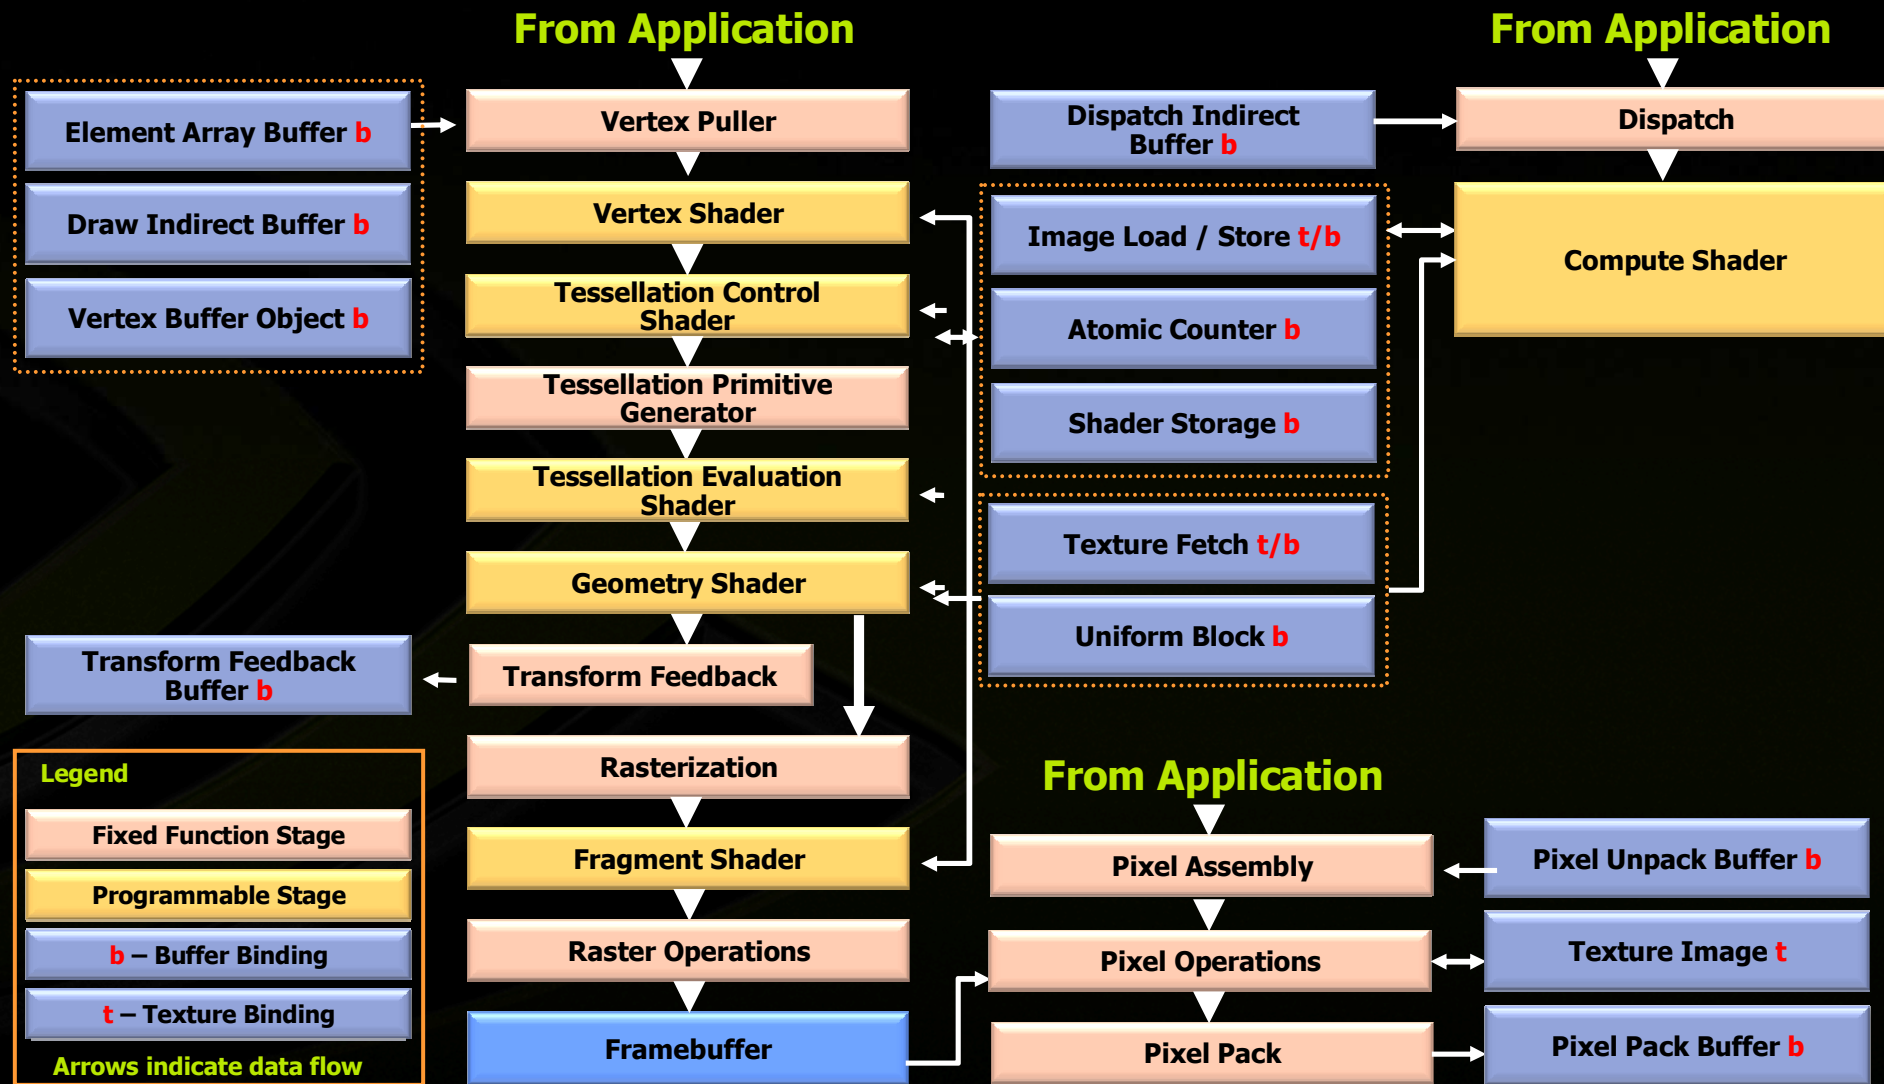 From Application
From Application
Element Array Buffer b
Draw Indirect Buffer b
Vertex Buffer Object b
Vertex Puller
Vertex Shader
Tessellation Control
Shader
Tessellation Primitive
Generator
Tessellation Evaluation
Shader
Geometry Shader
Transform Feedback
Transform Feedback
Buffer b
Rasterization
Fragment Shader
Raster Operations
Framebuffer
Dispatch Indirect
Buffer b
Dispatch
Image Load / Store t/b
Atomic Counter b
Shader Storage b
Compute Shader
Texture Fetch t/b
Uniform Block b
From Application
Pixel Assembly
Pixel Operations
Pixel Pack
Pixel Unpack Buffer b
Texture Image t
Pixel Pack Buffer b
Legend
Fixed Function Stage
Programmable Stage
b – Buffer Binding
t – Texture Binding
Arrows indicate data flow